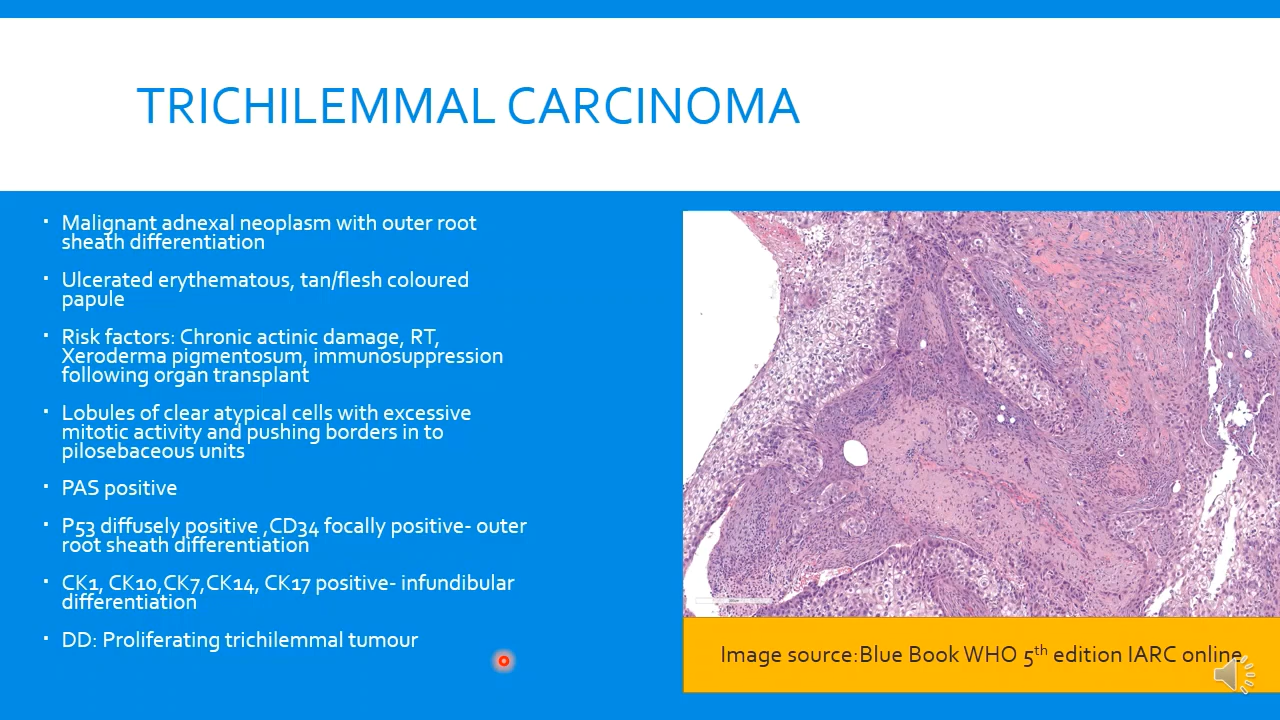 TRICHILEMMAL CARCINOMA
▪ Malignant adnexal neoplasm with outer root
sheath differentiation
▪ Ulcerated erythematous, tan/flesh coloured
papule
▪ Risk factors: Chronic actinic damage, RT,
Xeroderma pigmentosum, immunosuppression
following organ transplant
▪ Lobules of clear atypical cells with excessive
mitotic activity and pushing borders in to
pilosebaceous units
▪ PAS positive
▪ P53 diffusely positive ,CD34 focally positive- outer
root sheath differentiation
▪ CK1, CK10,CK7,CK14, CK17 positive- infundibular
differentiation
▪ DD: Proliferating trichilemmal tumour
Image source:Blue Book WHO 5th edition IARC online